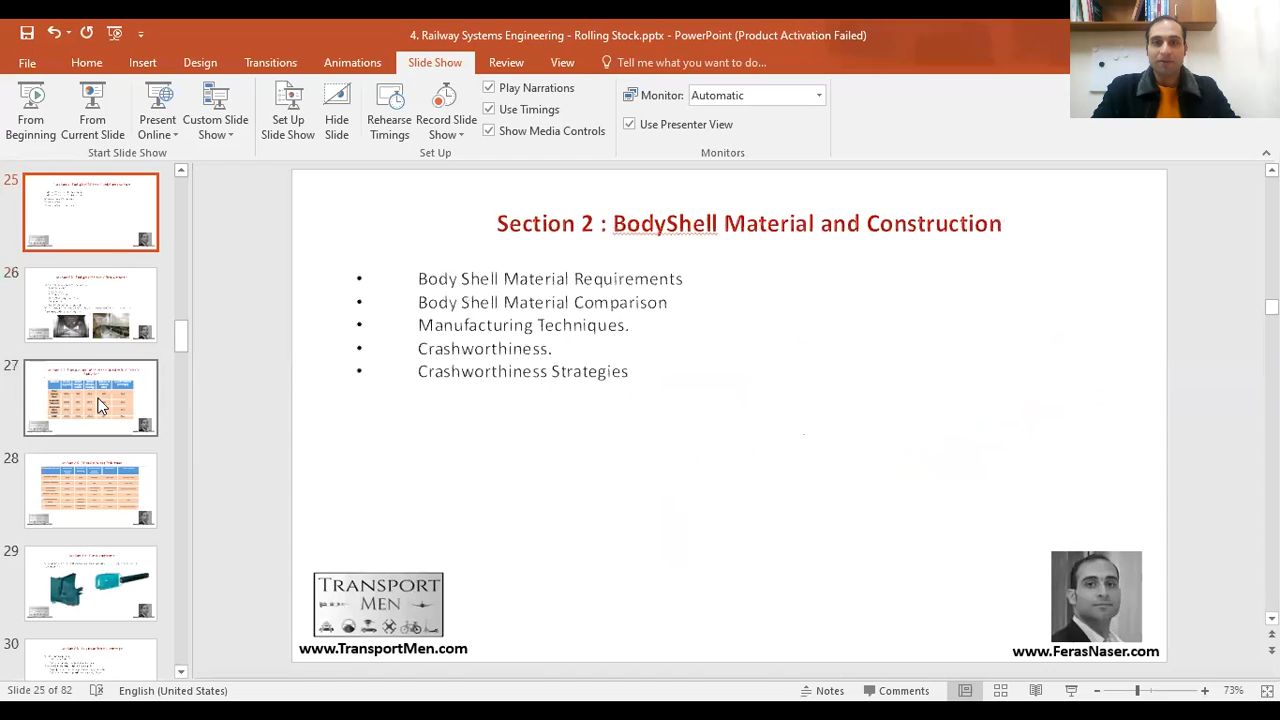 4. Railway Systems Engineering - Rolling Stock.pptx - PowerPoint (Product Activation Failed)
File Home Insert Design Transitions Animations Slide Show Review View Tell me what you want to do...
From Beginning
From Current Slide
Present Online
Custom Slide Show
Start Slide Show
Set Up Slide Show
Hide Slide
Rehearse Timings
Record Slide Show
Play Narrations
Use Timings
Show Media Controls
Set Up
Monitor: Automatic
Use Presenter View
Monitors
25
26
27
28
29
30
Section 2 : BodyShell Material and Construction
• Body Shell Material Requirements
• Body Shell Material Comparison
• Manufacturing Techniques.
• Crashworthiness.
• Crashworthiness Strategies
TRANSPORT
MEN
www.TransportMen.com
www.FerasNaser.com
Slide 25 of 82 English (United States) Notes Comments 73%